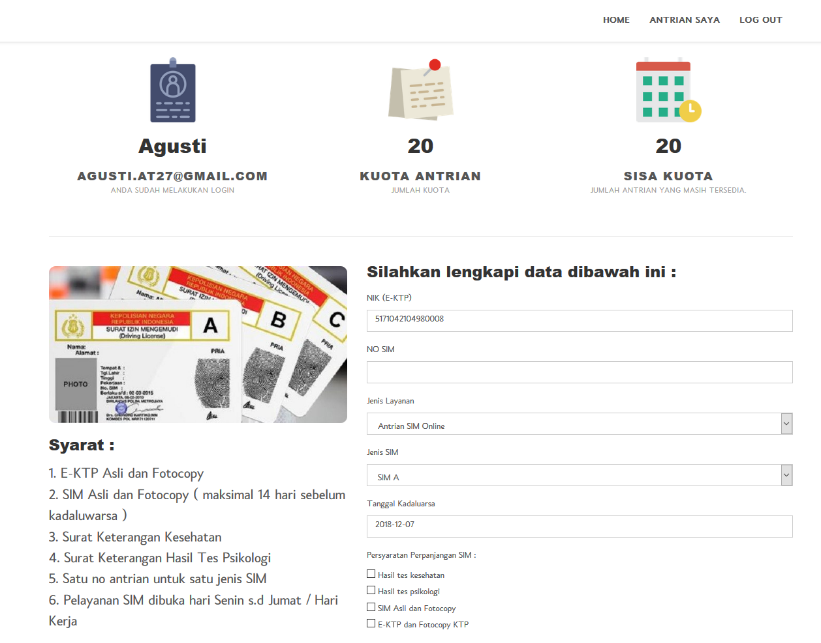 HOME ANTRIAN SAYA LOG OUT
Agusti
AGUSTI.AT27@GMAIL.COM
ANDA SUDAH MELAKUKAN LOGIN
20
KUOTA ANTRIAN
JUMLAH KUOTA
20
SISA KUOTA
JUMLAH ANTRIAN YANG MASIH TERSEDIA.
KEPOLISIAN NEGARA
REPUBLIK INDONESIA
SURAT IZIN MENGEMUDI
(Driving License)
A
B
C
Nama:
Alamat:
PRIA
PRIA
PRIA
PHOTO
Syarat :
1. E-KTP Asli dan Fotocopy
2. SIM Asli dan Fotocopy ( maksimal 14 hari sebelum
kadaluwarsa )
3. Surat Keterangan Kesehatan
4. Surat Keterangan Hasil Tes Psikologi
5. Satu no antrian untuk satu jenis SIM
6. Pelayanan SIM dibuka hari Senin s.d Jumat / Hari
Kerja
Silahkan lengkapi data dibawah ini :
NIK (E-KTP)
5171042104980008
NO SIM
Jenis Layanan
Antrian SIM Online
Jenis SIM
SIM A
Tanggal Kadaluarsa
2018-12-07
Persyaratan Perpanjangan SIM :
Hasil tes kesehatan
Hasil tes psikologi
SIM Asli dan Fotocopy
E-KTP dan Fotocopy KTP